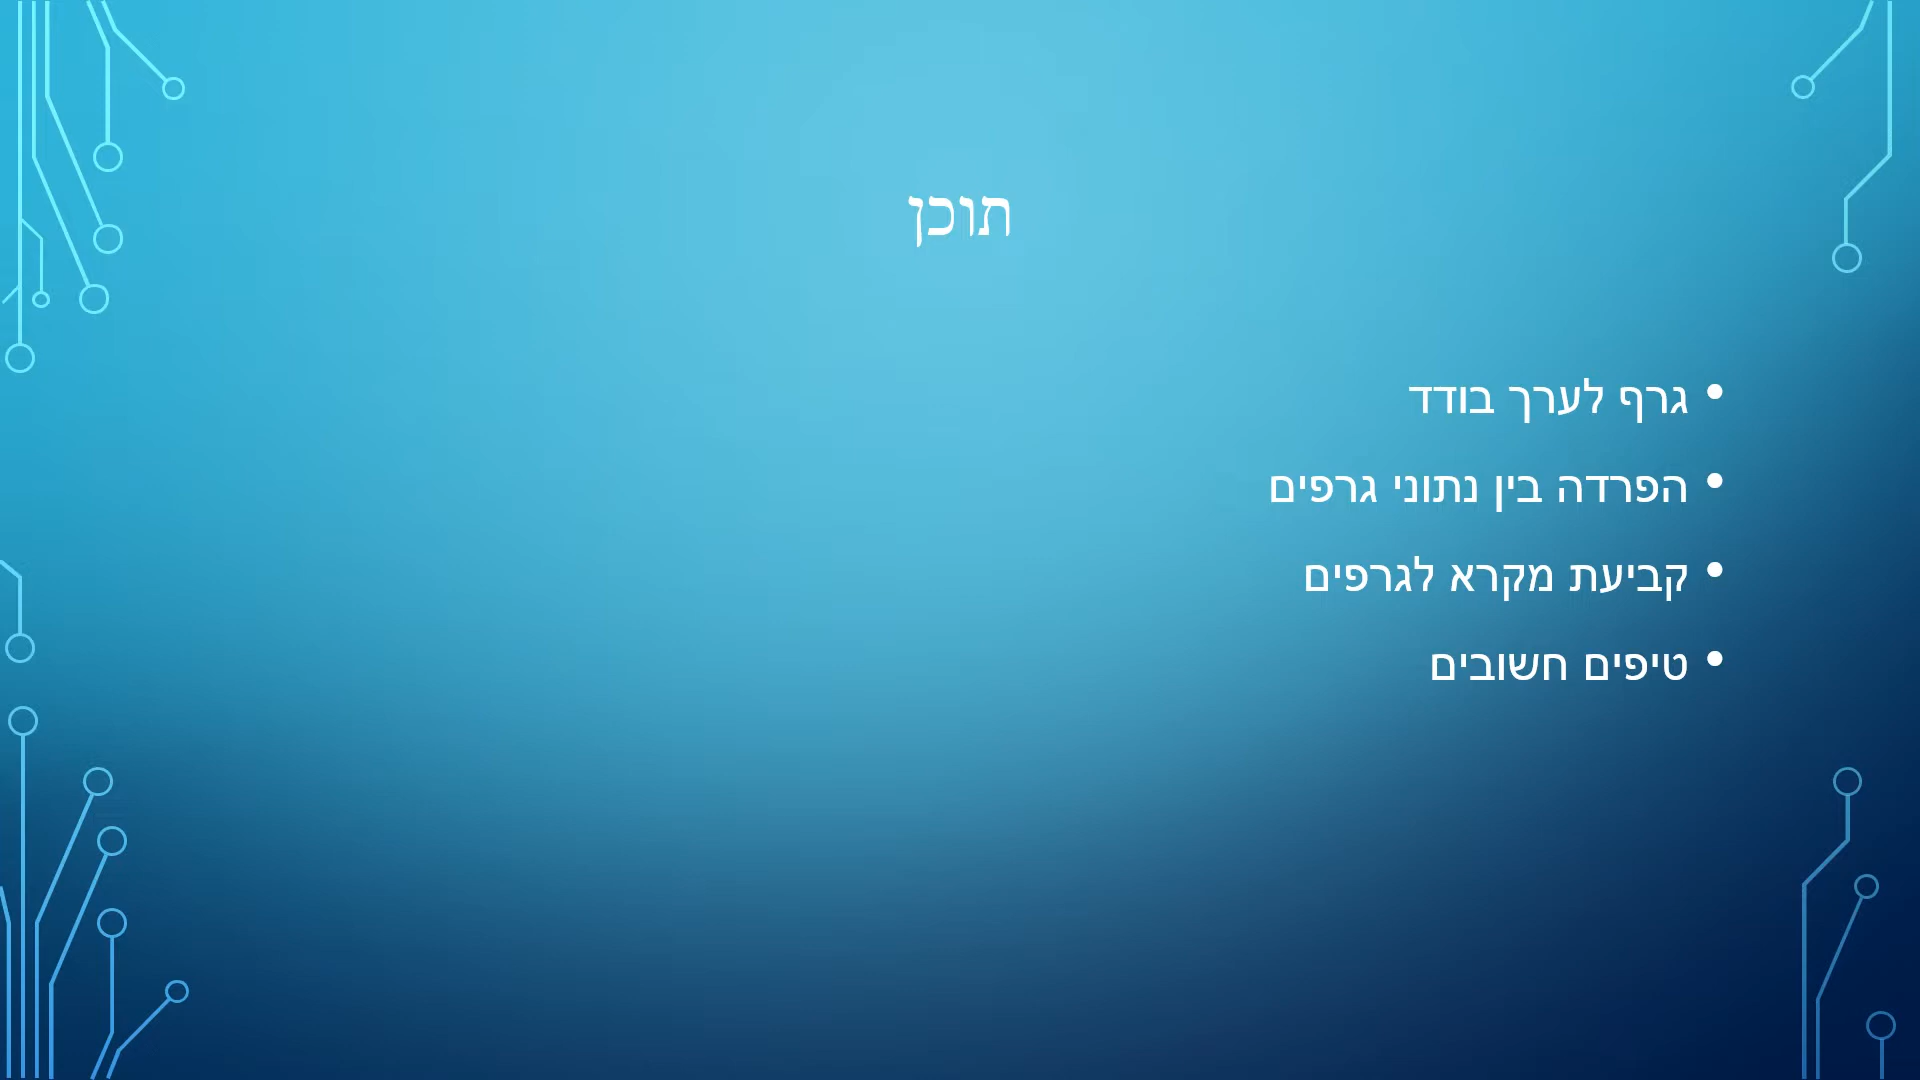 תוכן
• גרף לערך בודד
• הפרדה בין נתוני גרפים
• קביעת מקרא לגרפים
• טיפים חשובים